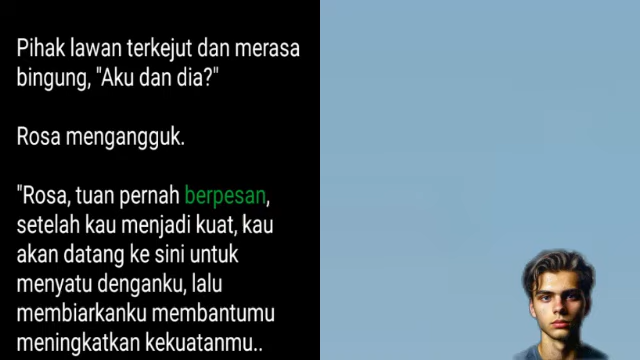 Pihak lawan terkejut dan merasa
bingung, "Aku dan dia?"
Rosa mengangguk.
"Rosa, tuan pernah berpesan,
setelah kau menjadi kuat, kau
akan datang ke sini untuk
menyatu denganku, lalu
membiarkanku membantumu
meningkatkan kekuatanmu..